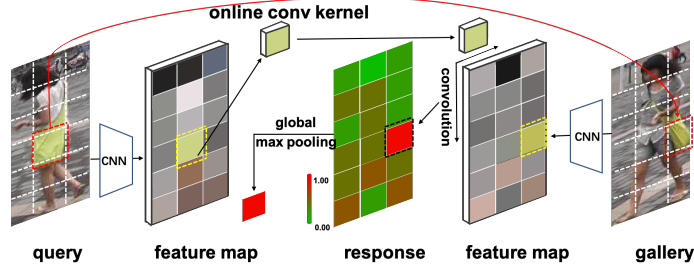 online conv kernel
convolution
global
max pooling
CNN
CNN
1.00
0.00
query
feature map
response
feature map
gallery